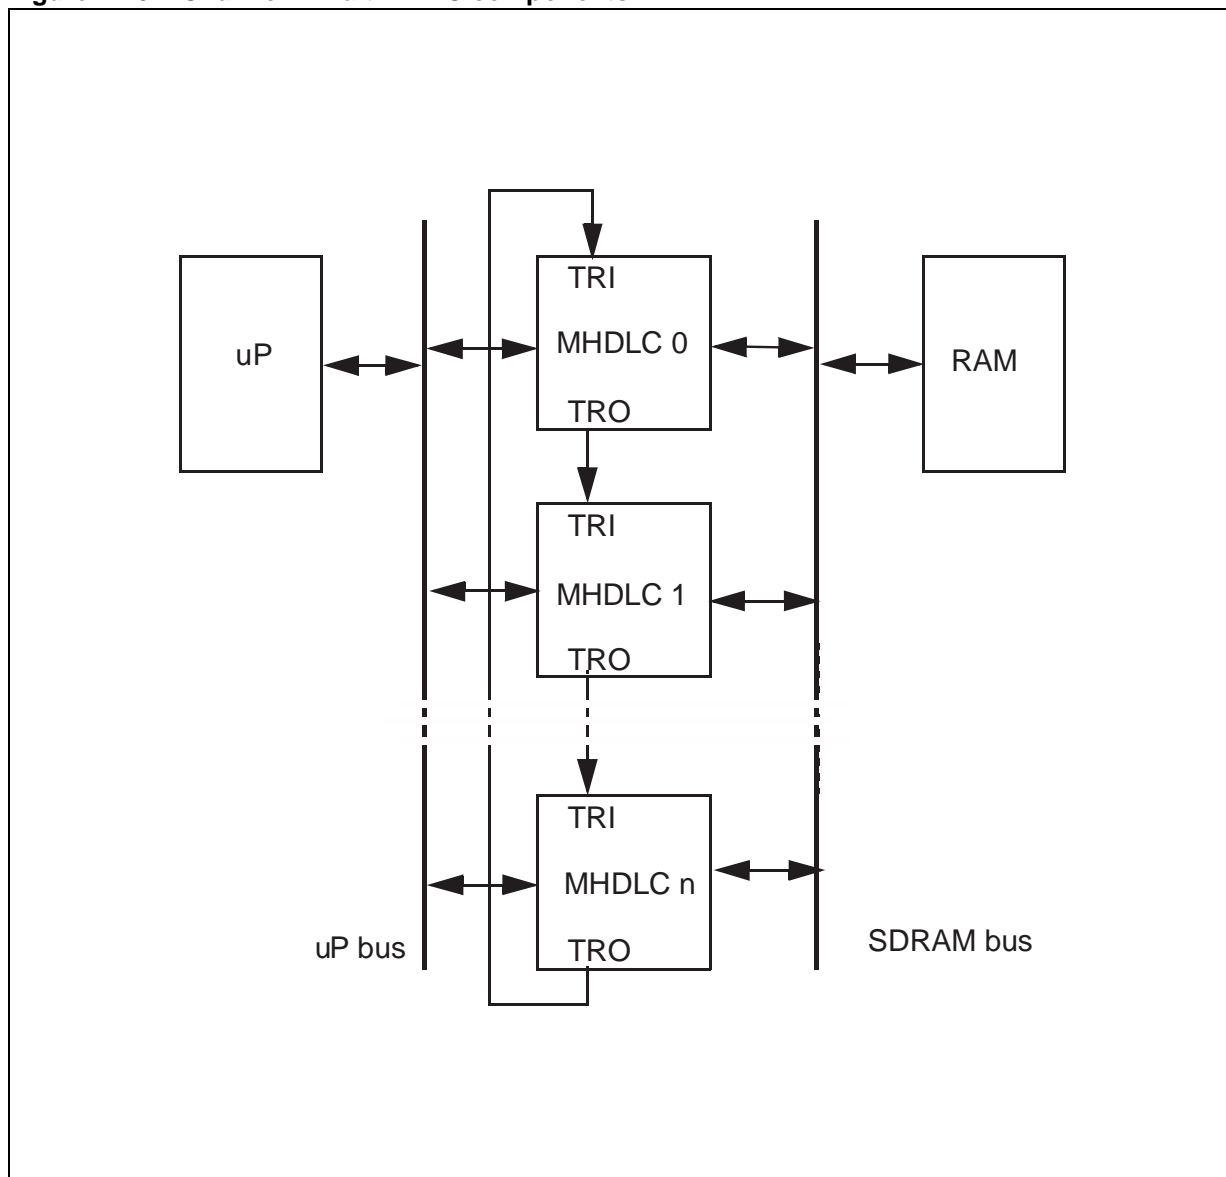 TRI
uP
MHDLC 0
RAM
TRO
TRI
MHDLC 1
TRO
TRI
MHDLC n
uP bus
TRO
SDRAM bus